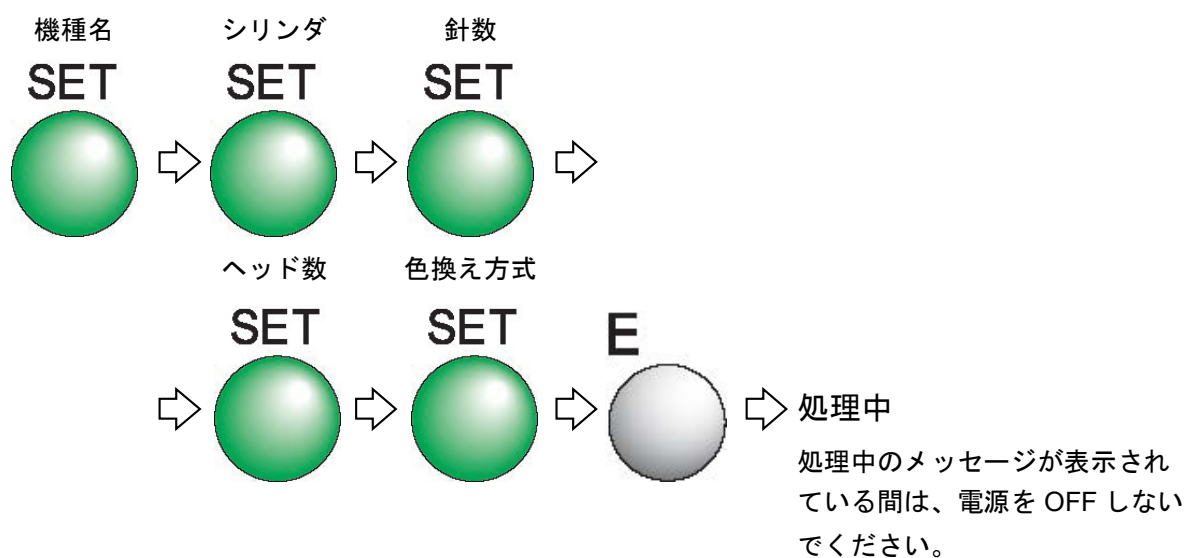 機種名 シリンダ 針数
SET SET SET
ヘッド数 色換え方式
SET SET E
処理中
処理中のメッセージが表示され
ている間は、電源を OFF しない
でください。